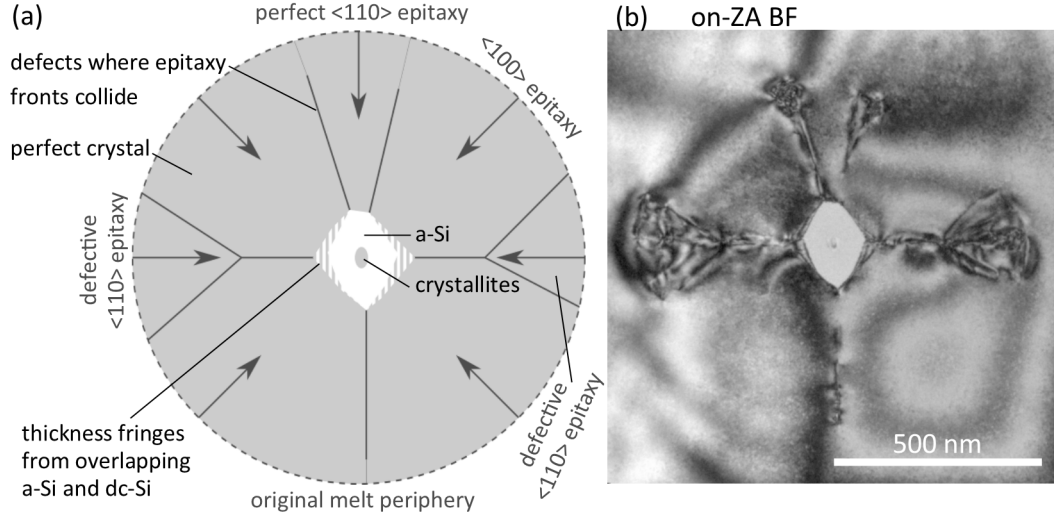 (a)
perfect <110> epitaxy
defects where epitaxy
fronts collide
<100> epitaxy
perfect crystal
defective
<110> epitaxy
a-Si
crystallites
thickness fringes
from overlapping
a-Si and dc-Si
defective
<110> epitaxy
original melt periphery
(b)
on-ZA BF
500 nm